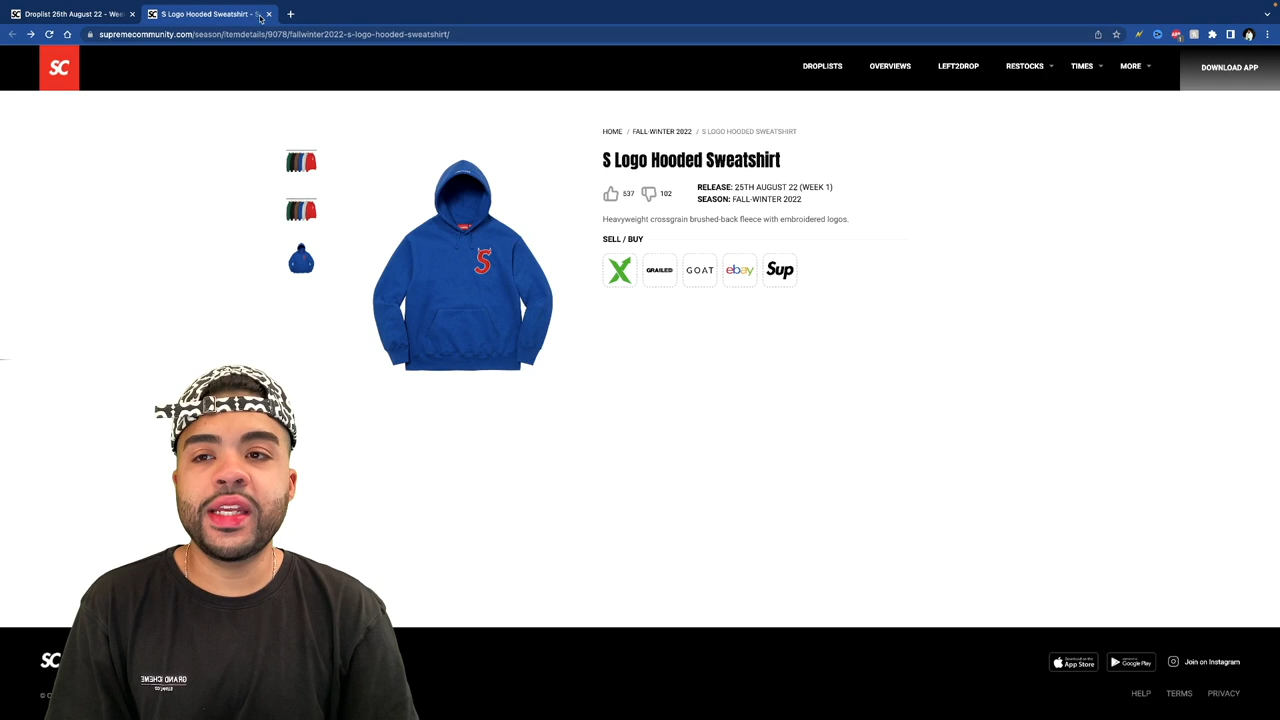 Droplist 25th August 22 - Wee
S Logo Hooded Sweatshirt - S
supremecommunity.com/season/itemdetails/9078/fallwinter2022-s-logo-hooded-sweatshirt/
SC
DROPLISTS
OVERVIEWS
LEFT2DROP
RESTOCKS
TIMES
MORE
DOWNLOAD APP
HOME / FALL-WINTER 2022 / S LOGO HOODED SWEATSHIRT
S Logo Hooded Sweatshirt
537
102
RELEASE: 25TH AUGUST 22 (WEEK 1)
SEASON: FALL-WINTER 2022
Heavyweight crossgrain brushed-back fleece with embroidered logos.
SELL / BUY
X
GRAILED
GOAT
ebay
Sup
S
GRAND SCHEME
SC
Download on the App Store
Google Play
Join on Instagram
©
HELP
TERMS
PRIVACY